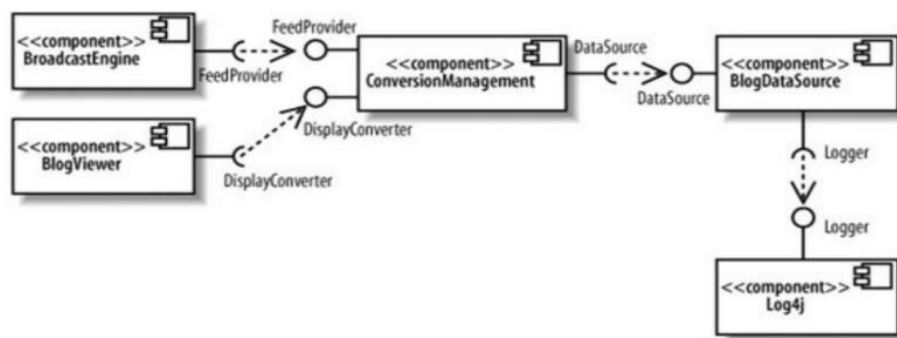 <<component>>
BroadcastEngine
FeedProvider
FeedProvider
<<component>>
ConversionManagement
DataSource
DataSource
<<component>>
BlogDataSource
<<component>>
BlogViewer
DisplayConverter
DisplayConverter
Logger
Logger
<<component>>
Log4j